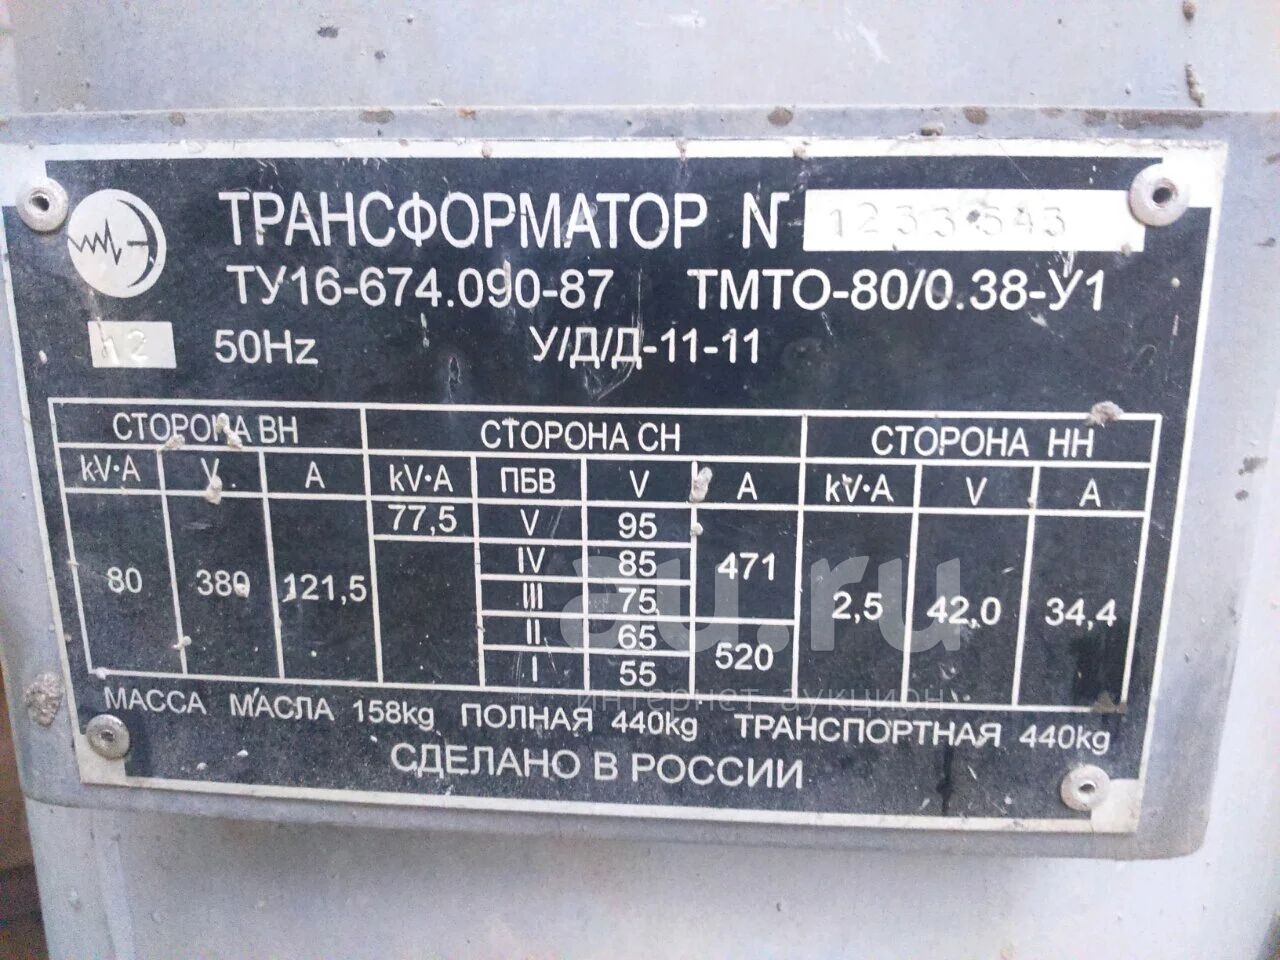 ТРАНСФОРМАТОР № 1233543
ТУ16-674.090-87 ТМТО-80/0.38-У1
12 50Hz У/Д/Д-11-11
СТОРОНА ВН СТОРОНА СН СТОРОНА НН
kV·A V A kV·A ПБВ V A kV·A V A
77,5 V 95
IV 85
80 380 121,5 III 75 471 2,5 42,0 34,4
II 65
I 55 520
МАССА МАСЛА 158kg ПОЛНАЯ 440kg ТРАНСПОРТНАЯ 440kg
СДЕЛАНО В РОССИИ
au.ru
интернет аукцион